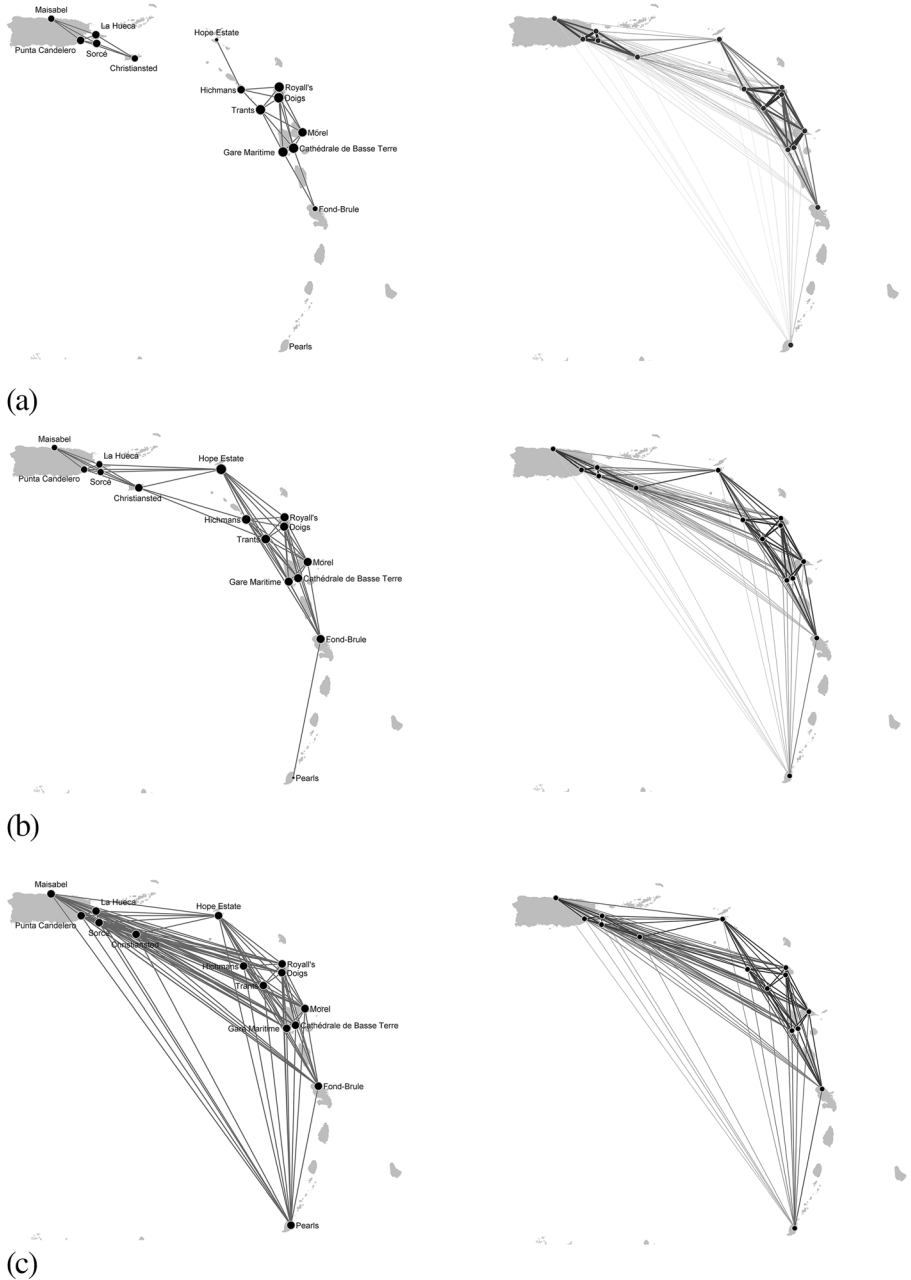 Maisabel
La Hueca
Punta Candelero
Sorcé
Christiansted
Hope Estate
Hichmans
Royall's
Doigs
Trants
Morel
Gare Maritime
Cathédrale de Basse Terre
Fond-Brule
Pearls
(a)
Maisabel
La Hueca
Punta Candelero
Sorcé
Christiansted
Hope Estate
Hichmans
Royall's
Doigs
Trants
Morel
Gare Maritime
Cathédrale de Basse Terre
Fond-Brule
Pearls
(b)
Maisabel
La Hueca
Punta Candelero
Sorcé
Christiansted
Hope Estate
Hichmans
Royall's
Doigs
Trants
Morel
Gare Maritime
Cathédrale de Basse Terre
Fond-Brule
Pearls
(c)